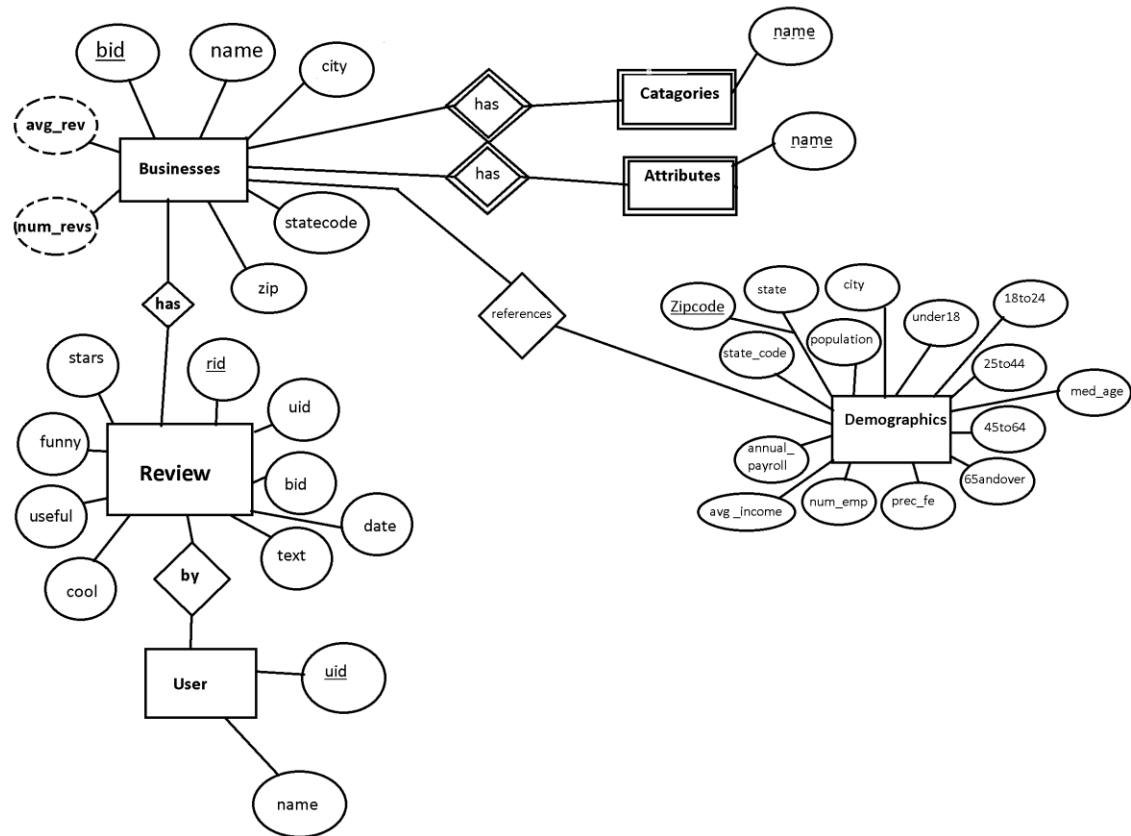 bid
name
city
name
avg_rev
has
Catagories
Businesses
has
Attributes
name
num_revs
statecode
zip
has
references
Zipcode
state
city
under18
18to24
state_code
population
25to44
med_age
stars
rid
uid
Demographics
45to64
funny
Review
bid
annual_
payroll
65andover
useful
date
avg _income
num_emp
prec_fe
cool
by
text
User
uid
name